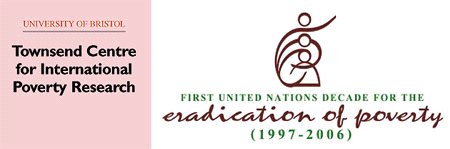 UNIVERSITY OF BRISTOL
Townsend Centre
for International
Poverty Research
FIRST UNITED NATIONS DECADE FOR THE
eradication of poverty
(1997-2006)